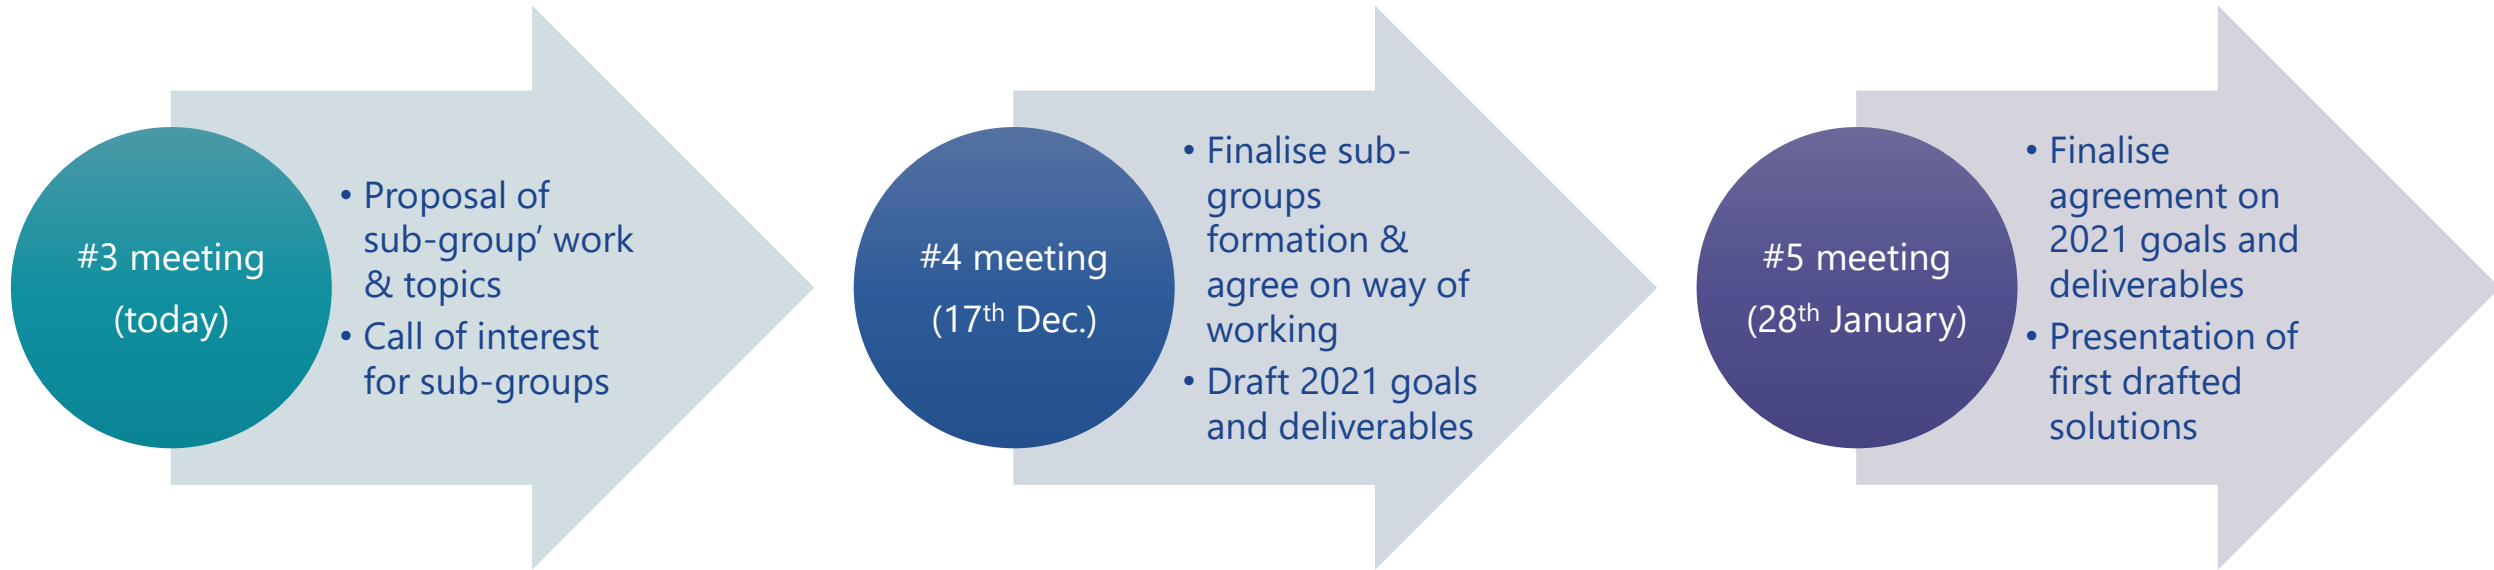 #3 meeting
(today)
• Proposal of
sub-group’ work
& topics
• Call of interest
for sub-groups
#4 meeting
(17th Dec.)
• Finalise sub-
groups
formation &
agree on way of
working
• Draft 2021 goals
and deliverables
#5 meeting
(28th January)
• Finalise
agreement on
2021 goals and
deliverables
• Presentation of
first drafted
solutions